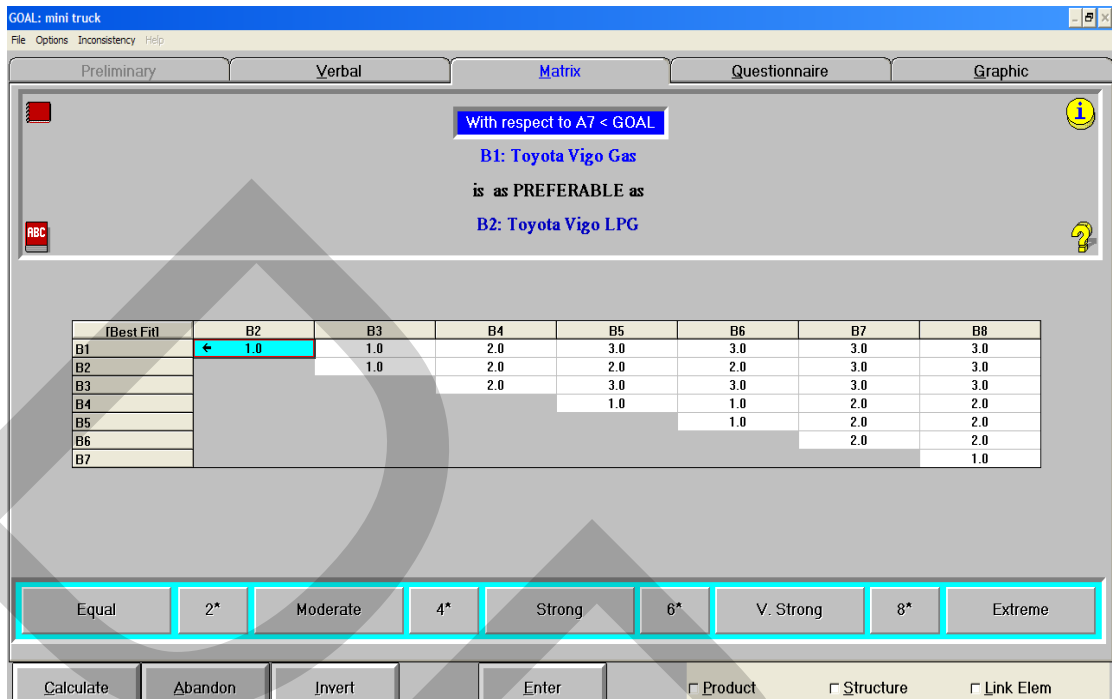 GOAL: mini truck
File Options Inconsistency Help
Preliminary Verbal Matrix Questionnaire Graphic
With respect to A7 < GOAL
i
B1: Toyota Vigo Gas
is as PREFERABLE as
ABC
B2: Toyota Vigo LPG
?
[Best Fit] B2 B3 B4 B5 B6 B7 B8
B1 ← 1.0 1.0 2.0 3.0 3.0 3.0 3.0
B2 1.0 2.0 2.0 2.0 3.0 3.0
B3 2.0 3.0 3.0 3.0 3.0
B4 1.0 1.0 2.0 2.0
B5 1.0 2.0 2.0
B6 2.0 2.0
B7 1.0
Equal 2* Moderate 4* Strong 6* V. Strong 8* Extreme
Calculate Abandon Invert Enter Product Structure Link Elem